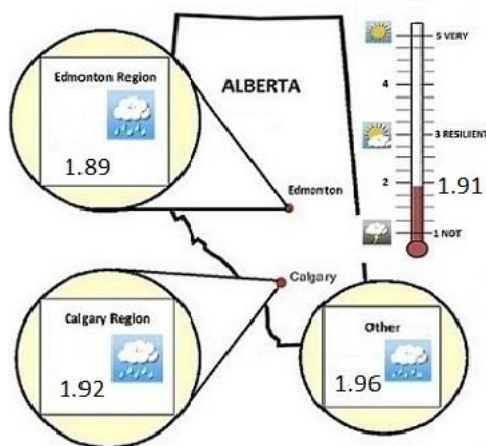 Edmonton Region
1.89
ALBERTA
Edmonton
5 VERY
4
3 RESILIENT
2
1.91
1 NOT
Calgary
Calgary Region
1.92
Other
1.96